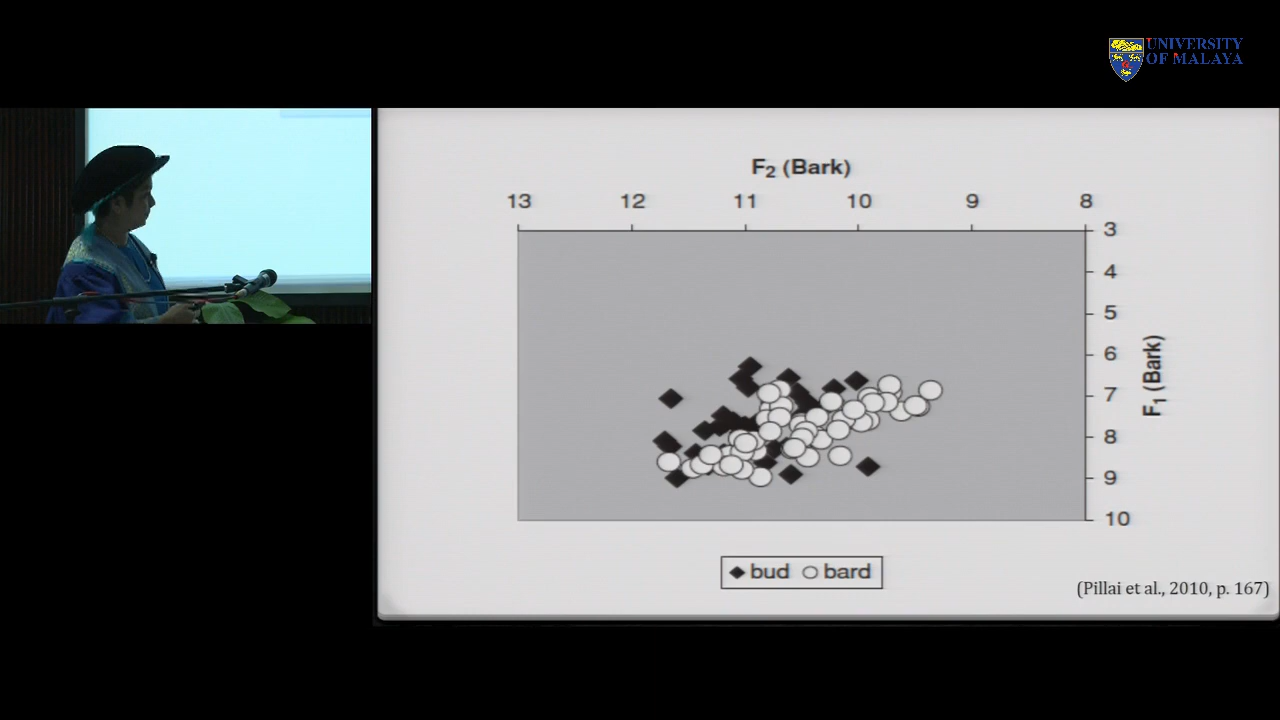 UNIVERSITY
OF MALAYA
F₂ (Bark)
13 12 11 10 9 8
3
4
5
6
7
8
9
10
F₁ (Bark)
bud bard
(Pillai et al., 2010, p. 167)